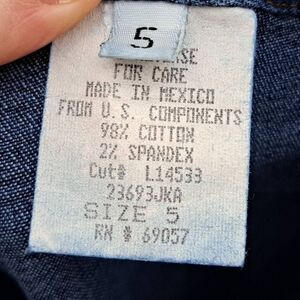 5
FOR CARE
MADE IN MEXICO
FROM U.S. COMPONENTS
98% COTTON
2% SPANDEX
Cut# L14533
23693JKA
SIZE 5
RN # 69057